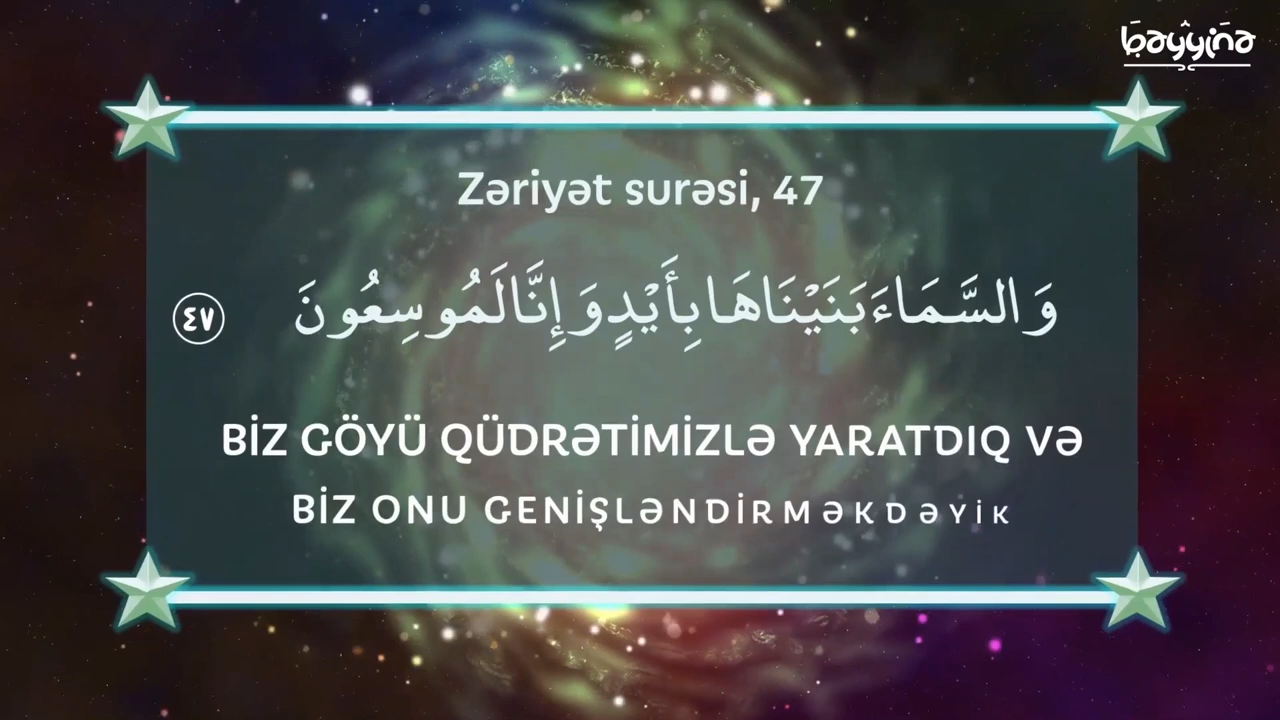 bəyyinə
Zəriyət surəsi, 47
وَالسَّمَاءَ بَنَيْنَاهَا بِأَيْدٍ وَإِنَّا لَمُوسِعُونَ ٤٧
BİZ GÖYÜ QÜDRƏTİMİZLƏ YARATDIQ VƏ
BİZ ONU GENİŞLƏNDİRMƏKDƏYİK